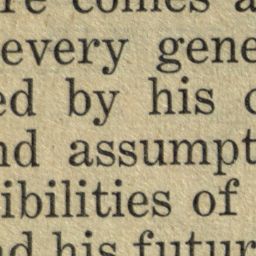 re comes a
every gene
ed by his c
nd assumpt
ibilities of
nd his futur